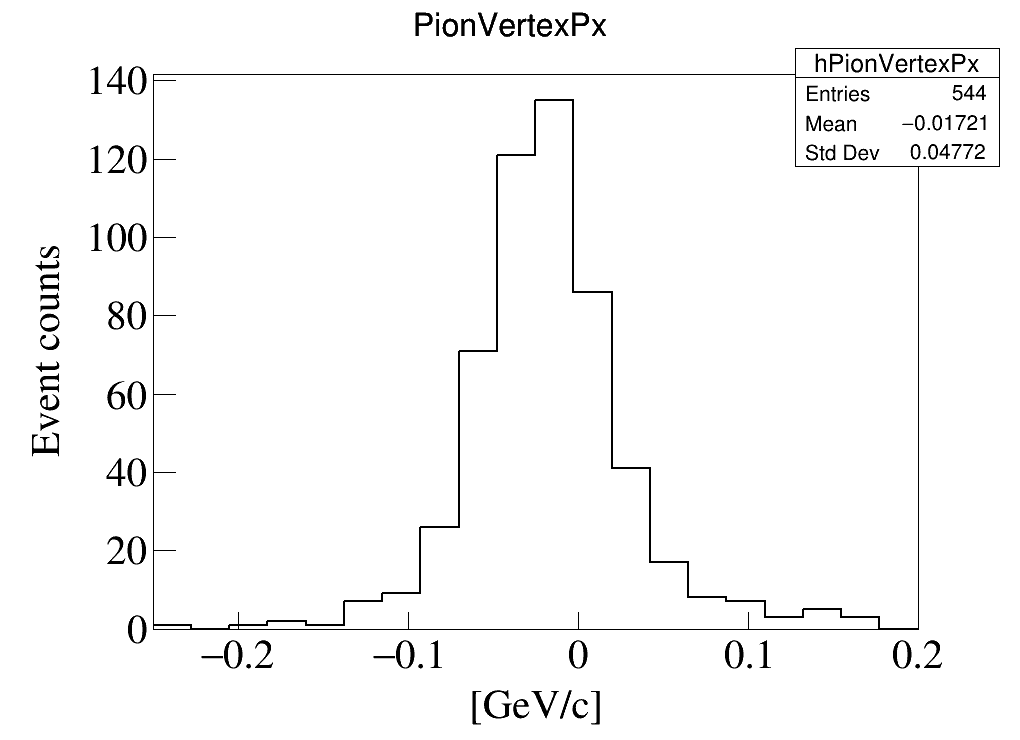 PionVertexPx
hPionVertexPx
Entries 544
Mean −0.01721
Std Dev 0.04772
140
120
100
80
60
40
20
0
Event counts
−0.2 −0.1 0 0.1 0.2
[GeV/c]